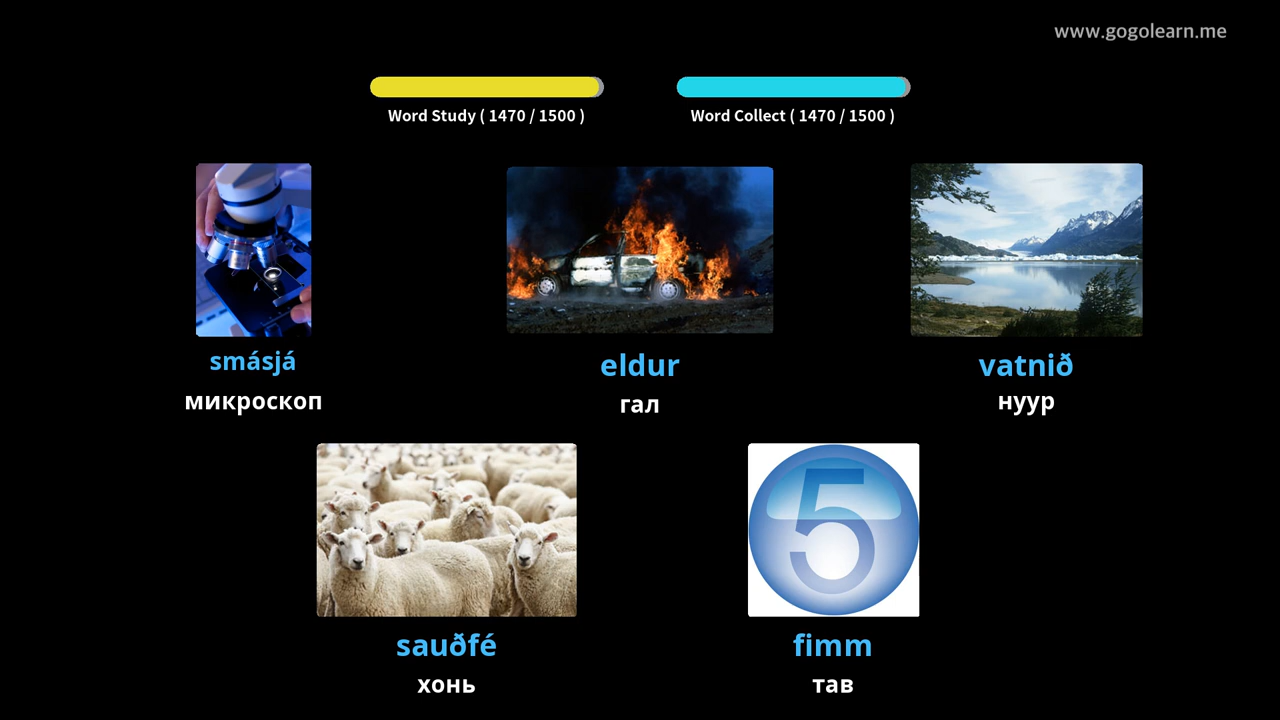 www.gogolearn.me
Word Study ( 1470 / 1500 )
Word Collect ( 1470 / 1500 )
smásjá
микроскоп
eldur
гал
vatnið
нуур
5
sauðfé
хонь
fimm
тав